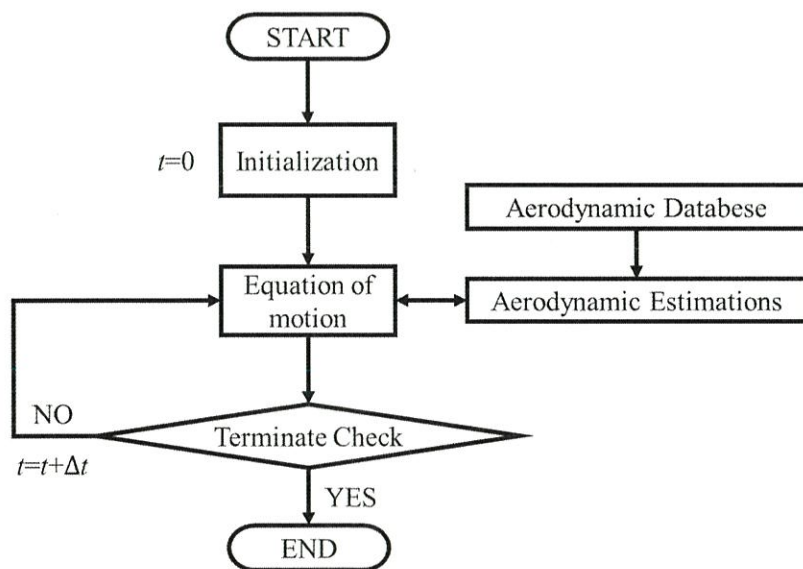 START
t=0
Initialization
Aerodynamic Databese
Equation of
motion
Aerodynamic Estimations
NO
Terminate Check
t=t+Δt
YES
END